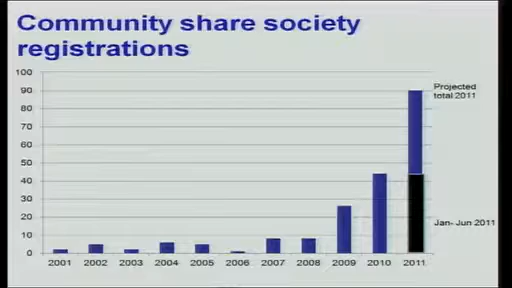 Community share society
registrations
100
90
80
70
60
50
40
30
20
10
0
Projected
total 2011
Jan- Jun 2011
2001 2002 2003 2004 2005 2006 2007 2008 2009 2010 2011